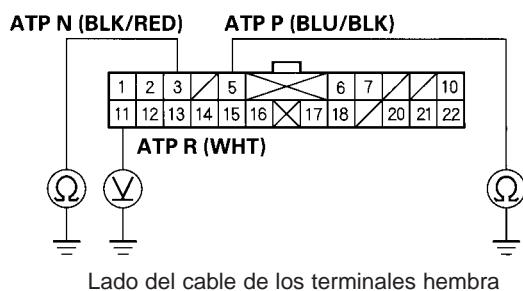 ATP N (BLK/RED) ATP P (BLU/BLK)
1 2 3 5 6 7 10
11 12 13 14 15 16 17 18 20 21 22
ATP R (WHT)
Ω V Ω
Lado del cable de los terminales hembra